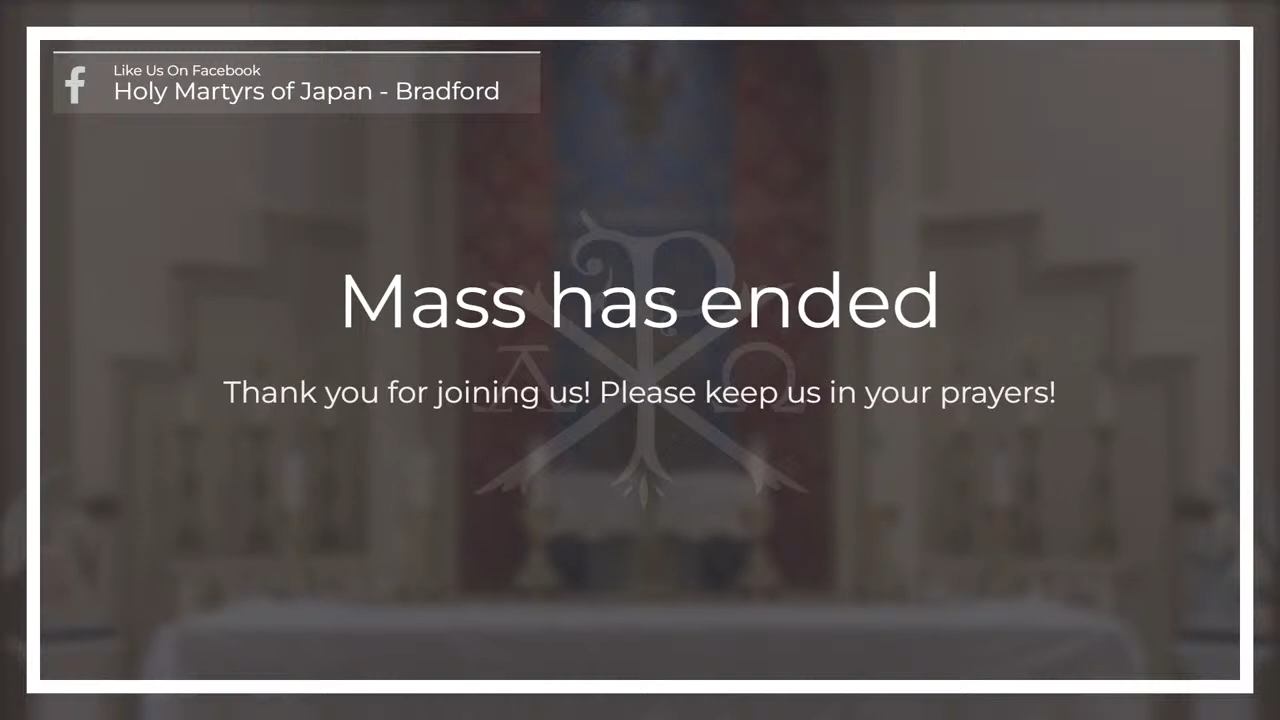 Like Us On Facebook
Holy Martyrs of Japan - Bradford
Mass has ended
Thank you for joining us! Please keep us in your prayers!
Α Ω